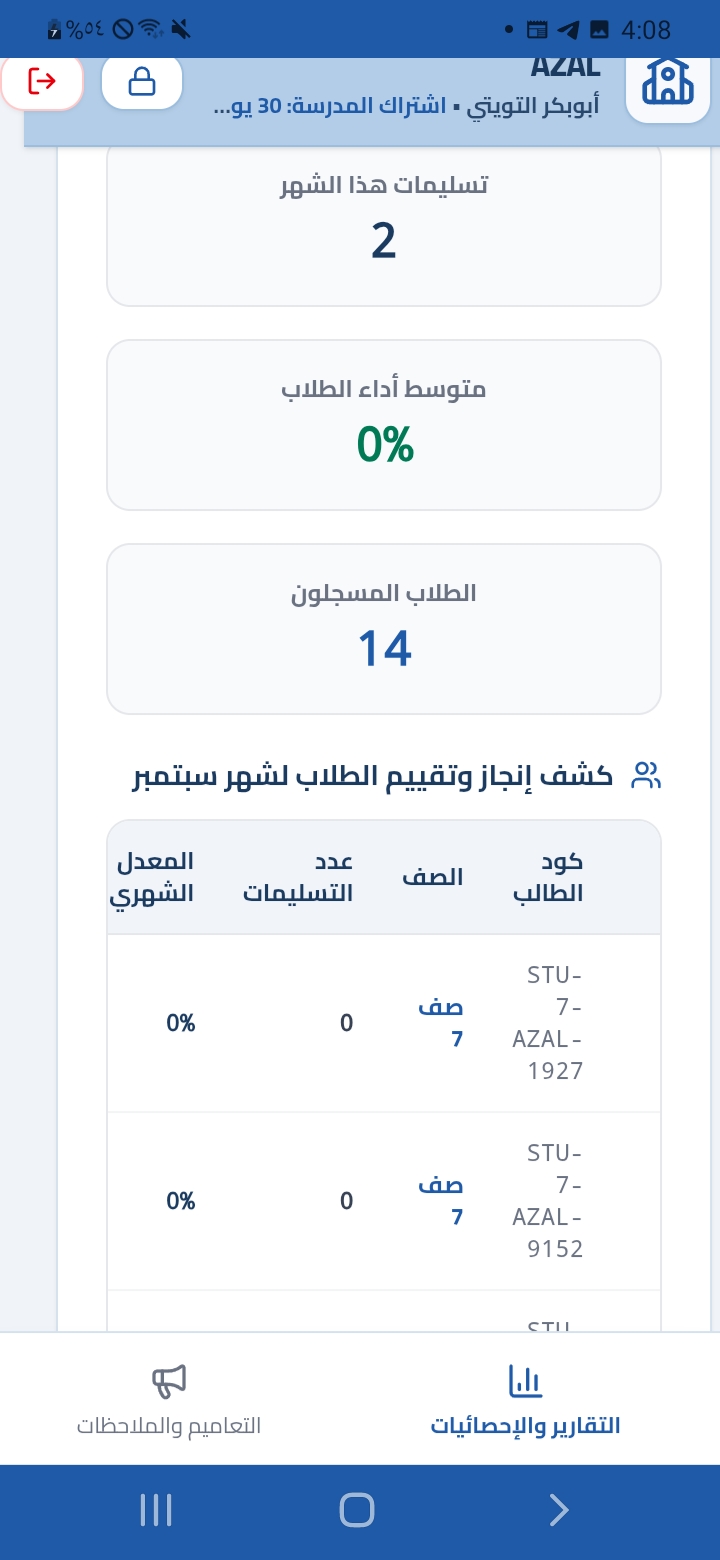 %٥٤
4:08
AZAL
أبوبكر التويتي • اشتراك المدرسة: 30 يو...
تسليمات هذا الشهر
2
متوسط أداء الطلاب
0%
الطلاب المسجلون
14
كشف إنجاز وتقييم الطلاب لشهر سبتمبر
كود الطالب
الصف
عدد التسليمات
المعدل الشهري
STU-
7-
AZAL-
1927
صف
7
0
0%
STU-
7-
AZAL-
9152
صف
7
0
0%
STU-
التقارير والإحصائيات
التعاميم والملاحظات